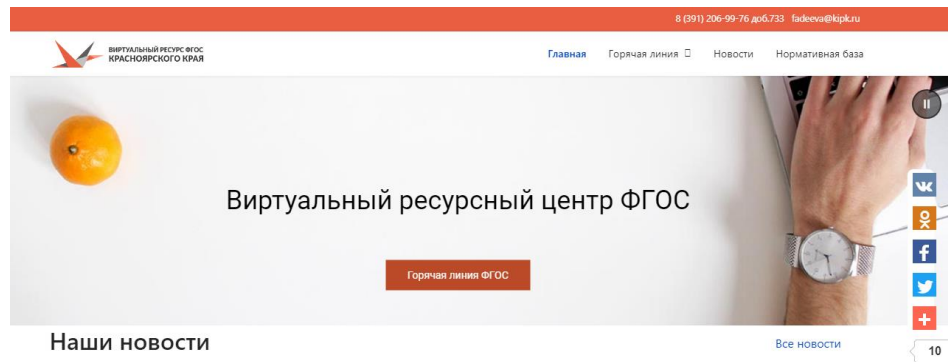 8 (391) 206-99-76 доб.733 fadeeva@kipk.ru
ВИРТУАЛЬНЫЙ РЕСУРС ФГОС
КРАСНОЯРСКОГО КРАЯ
Главная Горячая линия Новости Нормативная база
Виртуальный ресурсный центр ФГОС
Горячая линия ФГОС
Наши новости Все новости
10